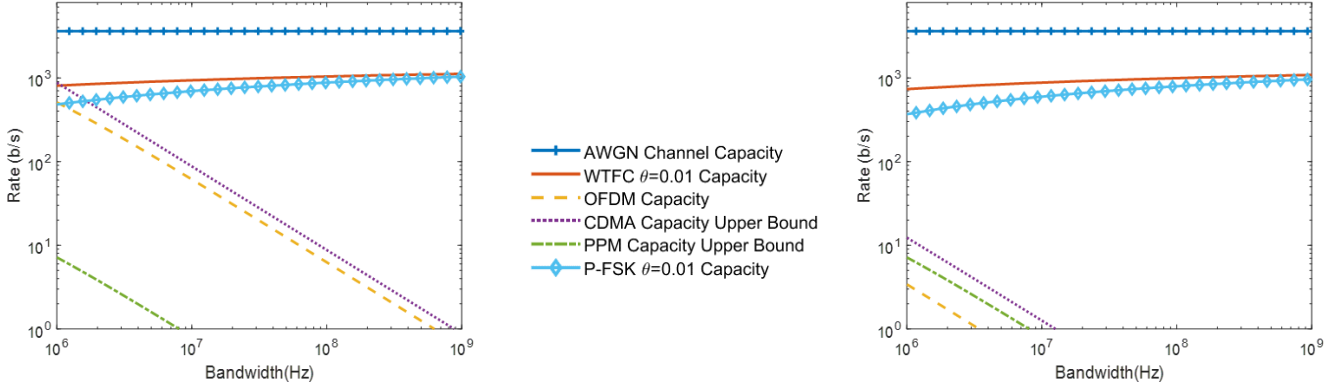 10^3
10^2
10^1
10^0
Rate (b/s)
10^6
10^7
10^8
10^9
Bandwidth(Hz)
AWGN Channel Capacity
WTFC θ=0.01 Capacity
OFDM Capacity
CDMA Capacity Upper Bound
PPM Capacity Upper Bound
P-FSK θ=0.01 Capacity
10^3
10^2
10^1
10^0
Rate (b/s)
10^6
10^7
10^8
10^9
Bandwidth(Hz)